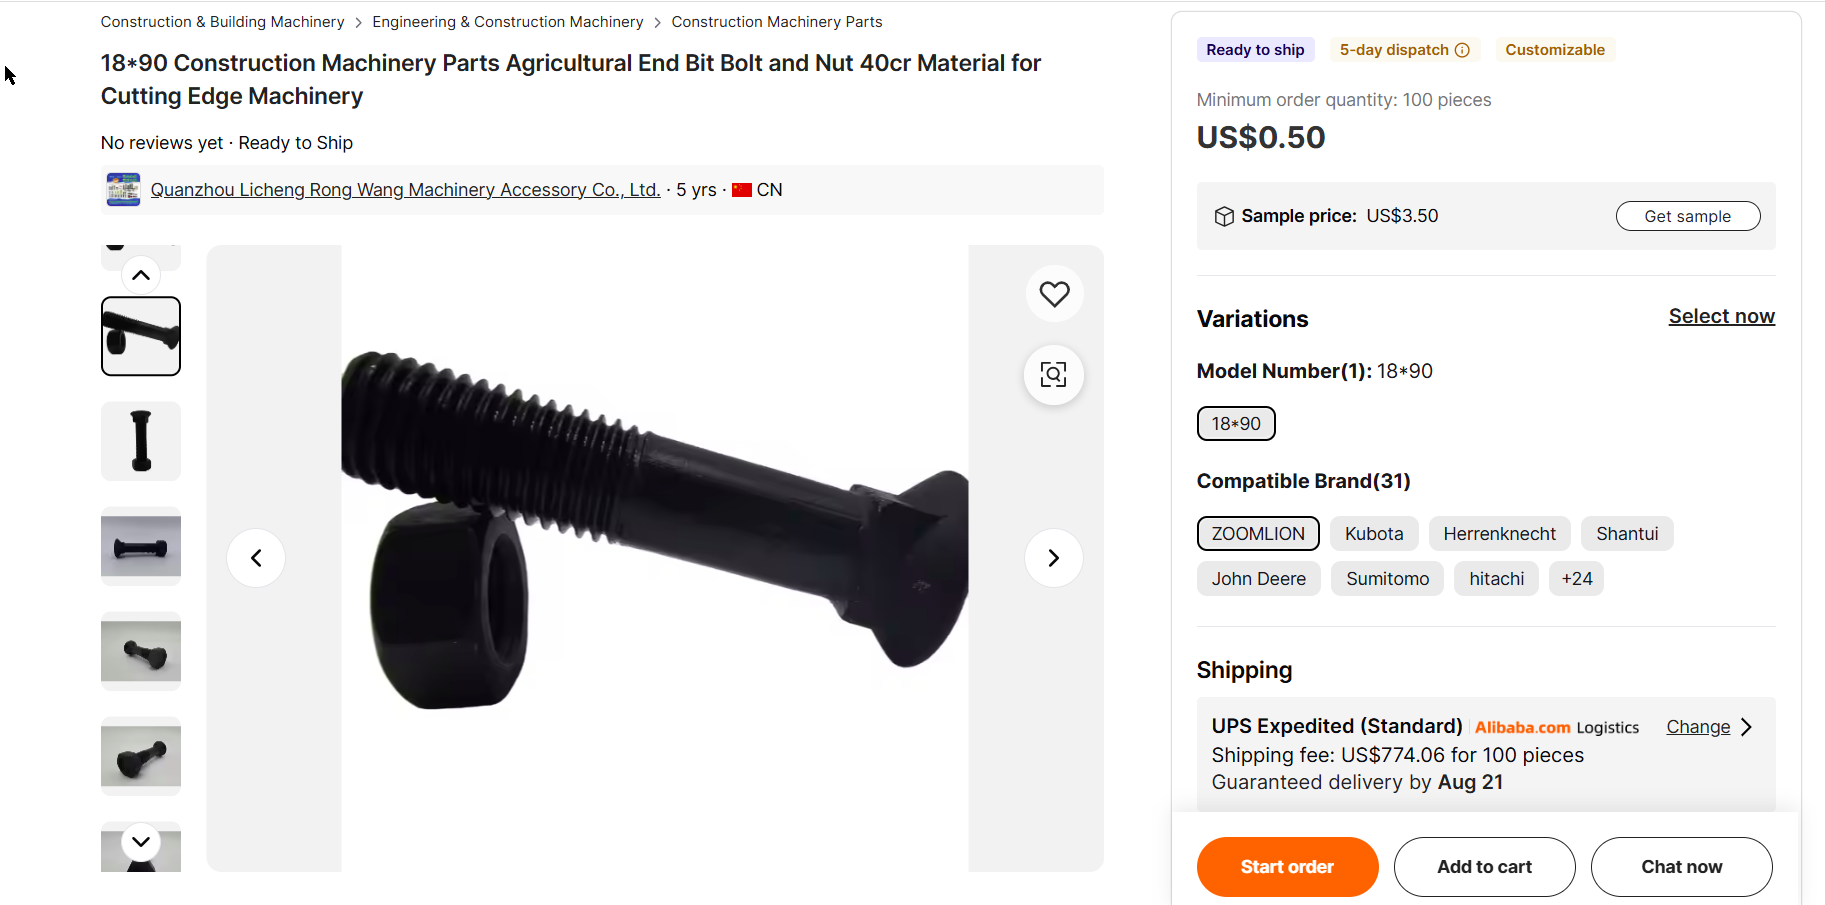 Construction & Building Machinery > Engineering & Construction Machinery > Construction Machinery Parts
18*90 Construction Machinery Parts Agricultural End Bit Bolt and Nut 40cr Material for
Cutting Edge Machinery
No reviews yet · Ready to Ship
Quanzhou Licheng Rong Wang Machinery Accessory Co., Ltd. · 5 yrs · CN
Ready to ship
5-day dispatch
Customizable
Minimum order quantity: 100 pieces
US$0.50
Sample price: US$3.50
Get sample
Variations
Select now
Model Number(1): 18*90
18*90
Compatible Brand(31)
ZOOMLION
Kubota
Herrenknecht
Shantui
John Deere
Sumitomo
hitachi
+24
Shipping
UPS Expedited (Standard)
Alibaba.com Logistics
Change
Shipping fee: US$774.06 for 100 pieces
Guaranteed delivery by Aug 21
Start order
Add to cart
Chat now